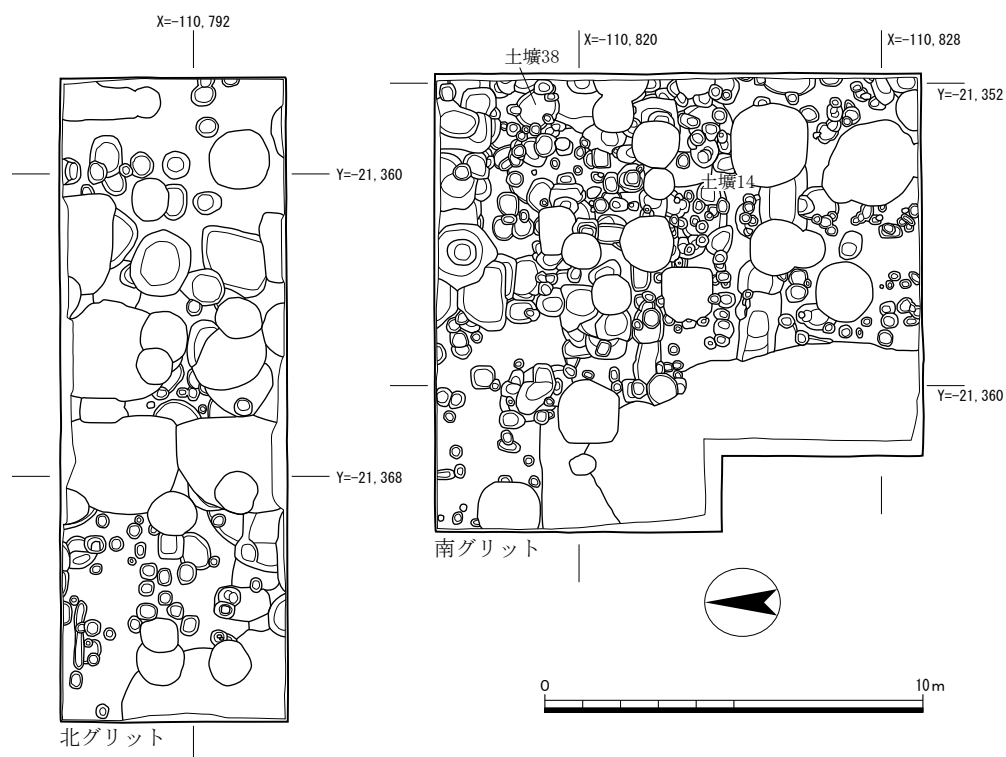 X=-110,792
X=-110,820
X=-110,828
土壙38
Y=-21,352
Y=-21,360
土壙14
Y=-21,360
Y=-21,368
南グリット
北グリット
0
10m